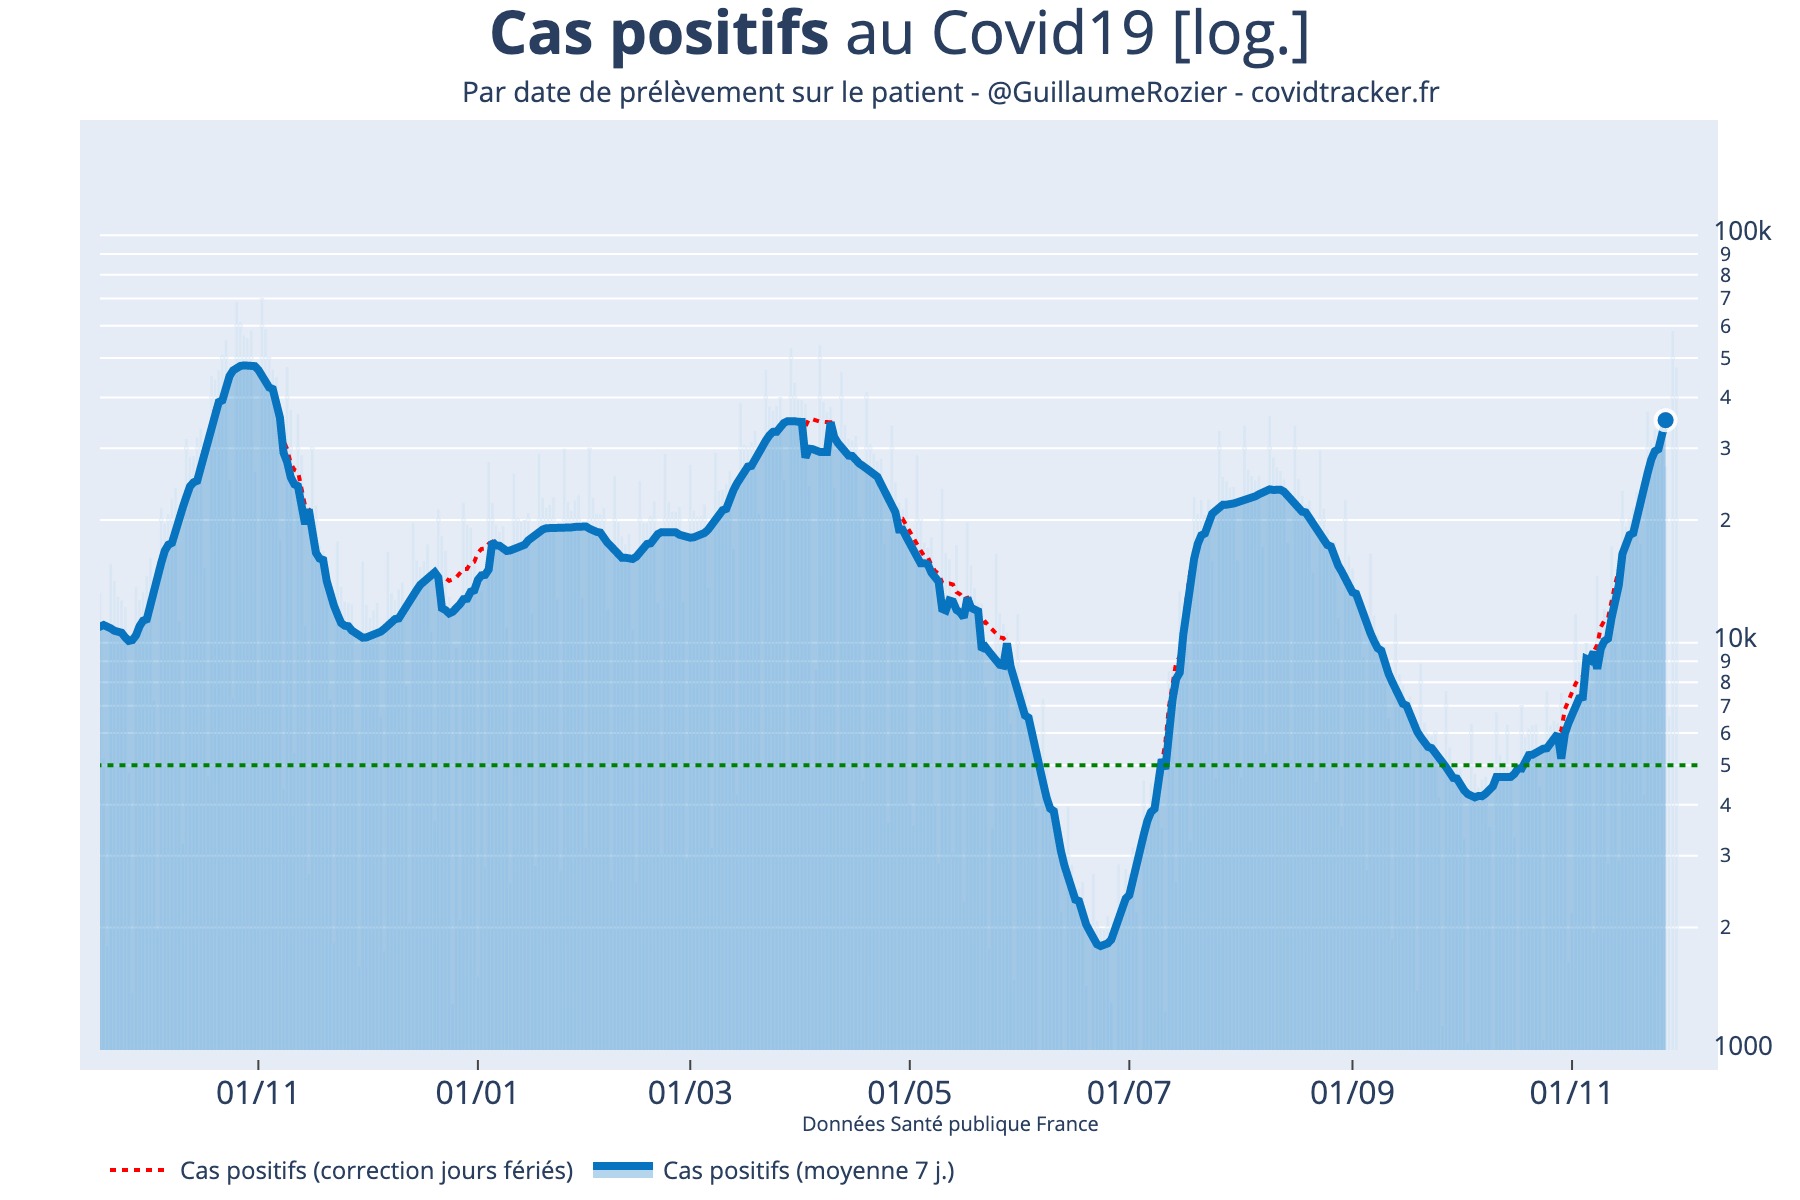 Cas positifs au Covid19 [log.]
Par date de prélèvement sur le patient - @GuillaumeRozier - covidtracker.fr
100k
9
8
7
6
5
4
3
2
10k
9
8
7
6
5
4
3
2
1000
01/11 01/01 01/03 01/05 01/07 01/09 01/11
Données Santé publique France
Cas positifs (correction jours fériés) Cas positifs (moyenne 7 j.)